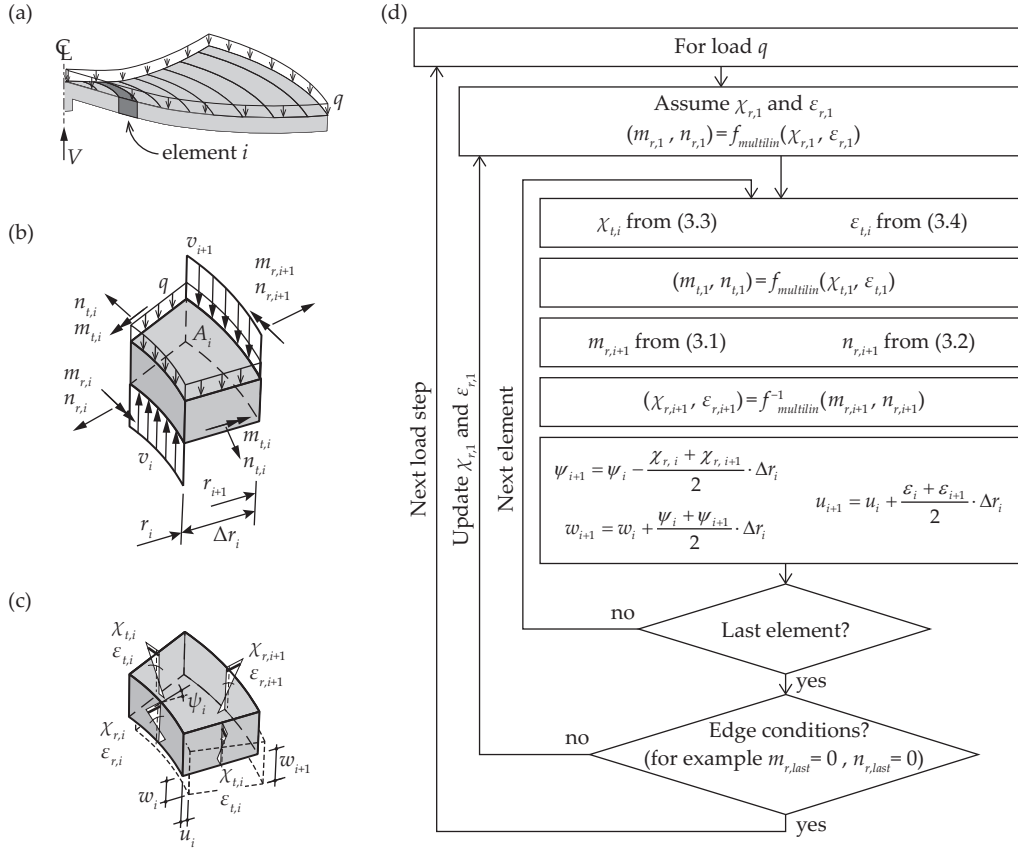 (a)
℄
q
V
element i
(b)
v_{i+1}
m_{r,i+1}
n_{r,i+1}
q
n_{t,i}
m_{t,i}
A_i
m_{r,i}
n_{r,i}
v_i
m_{t,i}
n_{t,i}
r_{i+1}
r_i
Δr_i
(c)
χ_{t,i}
ε_{t,i}
χ_{r,i+1}
ε_{r,i+1}
ψ_i
χ_{r,i}
ε_{r,i}
χ_{t,i}
ε_{t,i}
w_{i+1}
w_i
u_i
(d)
For load q
Assume χ_{r,1} and ε_{r,1}
(m_{r,1} , n_{r,1})=f_{multilin}(χ_{r,1}, ε_{r,1})
χ_{t,i} from (3.3) ε_{t,i} from (3.4)
(m_{t,1}, n_{t,1})=f_{multilin}(χ_{t,1}, ε_{t,1})
m_{r,i+1} from (3.1) n_{r,i+1} from (3.2)
(χ_{r,i+1}, ε_{r,i+1})=f^{-1}_{multilin}(m_{r,i+1}, n_{r,i+1})
ψ_{i+1} = ψ_i − \frac{χ_{r,i} + χ_{r,i+1}}{2} · Δr_i
u_{i+1} = u_i + \frac{ε_i + ε_{i+1}}{2} · Δr_i
w_{i+1} = w_i + \frac{ψ_i + ψ_{i+1}}{2} · Δr_i
Next load step
Update χ_{r,1} and ε_{r,1}
Next element
no
Last element?
yes
no
Edge conditions?
(for example m_{r,last}= 0 , n_{r,last}= 0)
yes